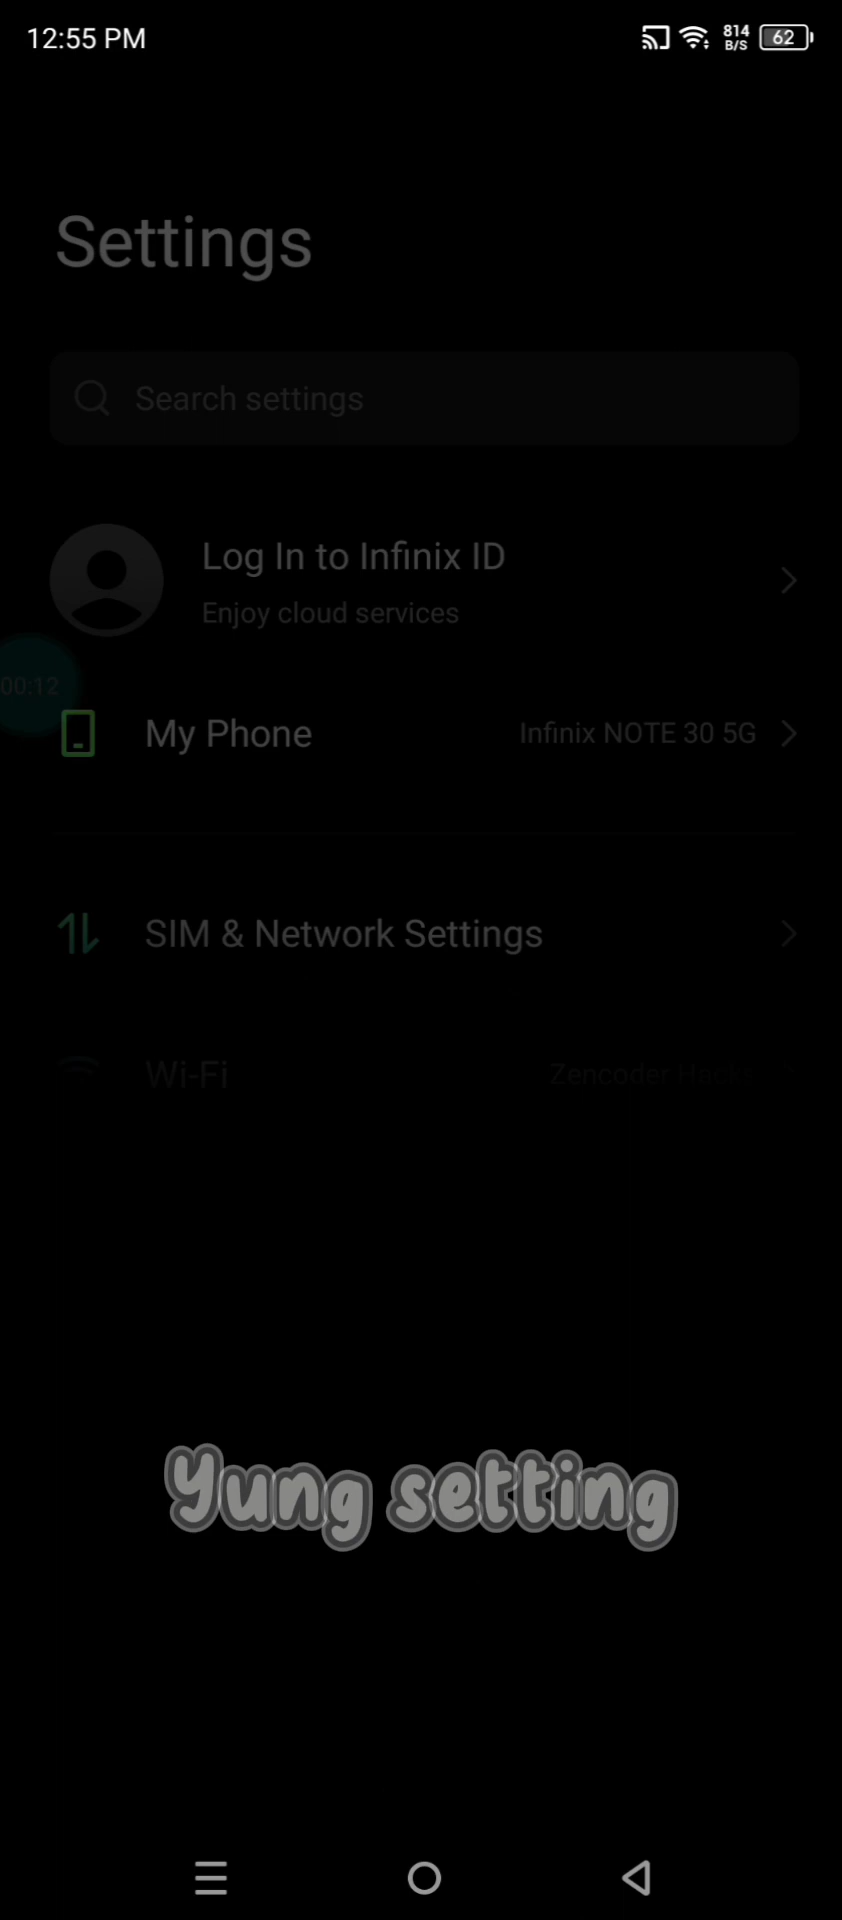 12:55 PM
814
B/S
62
Settings
Search settings
Log In to Infinix ID
Enjoy cloud services
00:12
My Phone
Infinix NOTE 30 5G
SIM & Network Settings
Wi-Fi
Zencoder Hacks
Yung setting